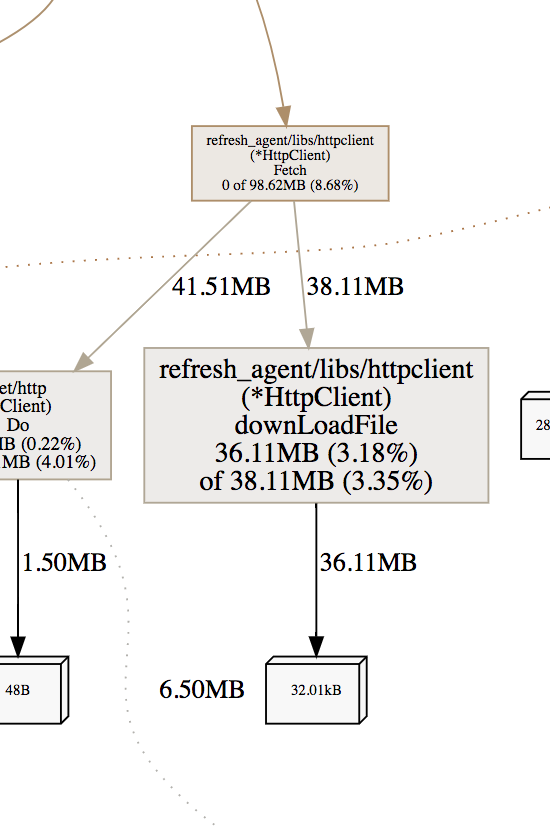 refresh_agent/libs/httpclient
(*HttpClient)
Fetch
0 of 98.62MB (8.68%)
41.51MB
38.11MB
et/http
Client)
Do
MB (0.22%)
MB (4.01%)
refresh_agent/libs/httpclient
(*HttpClient)
downLoadFile
36.11MB (3.18%)
of 38.11MB (3.35%)
28
1.50MB
36.11MB
48B
6.50MB
32.01kB